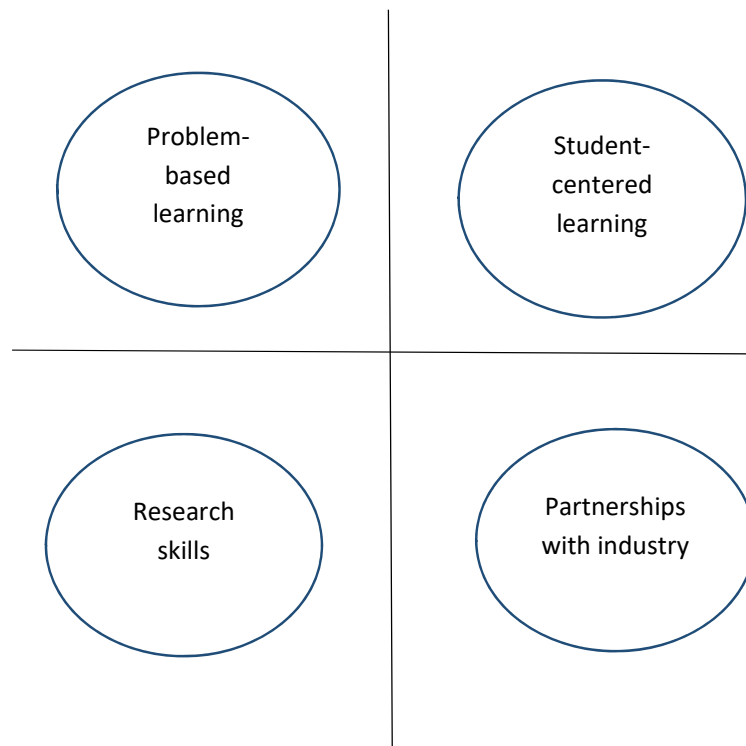 Problem-
based
learning
Student-
centered
learning
Research
skills
Partnerships
with industry